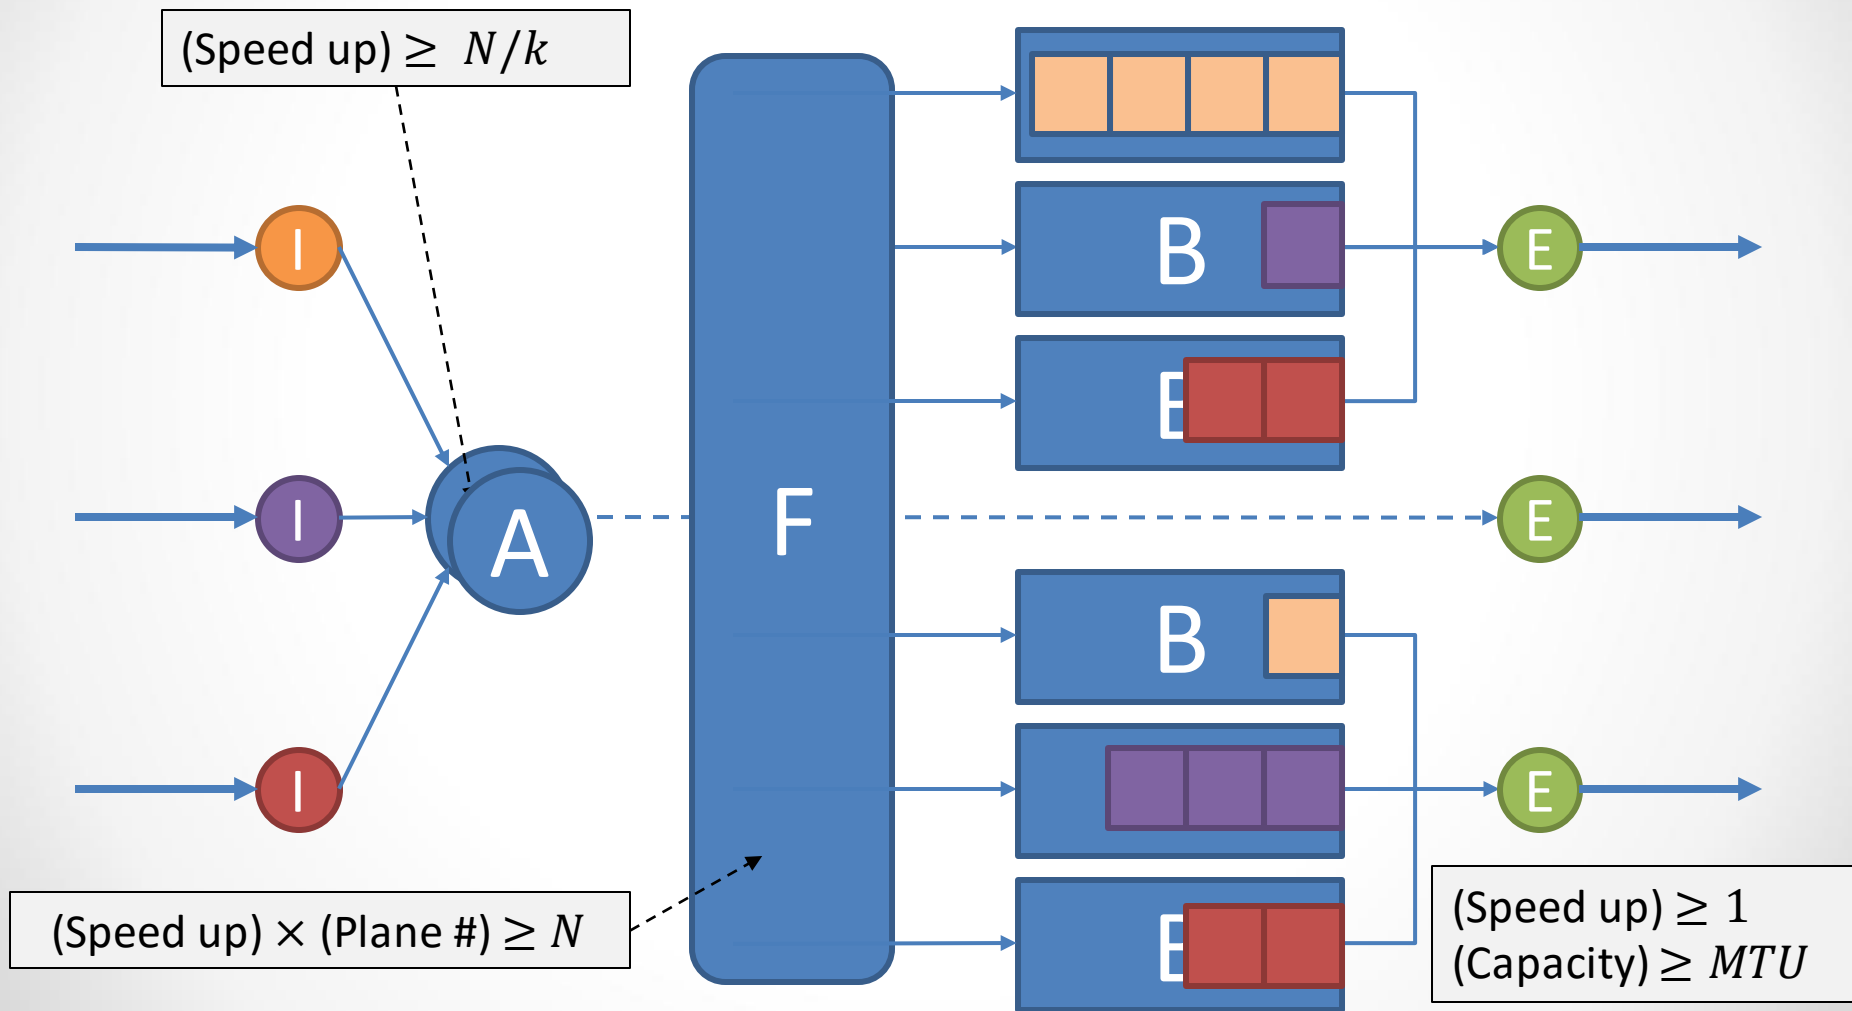 (Speed up) ≥ N/k
I
B
E
I
A
F
E
B
I
E
(Speed up) × (Plane #) ≥ N
(Speed up) ≥ 1
(Capacity) ≥ MTU